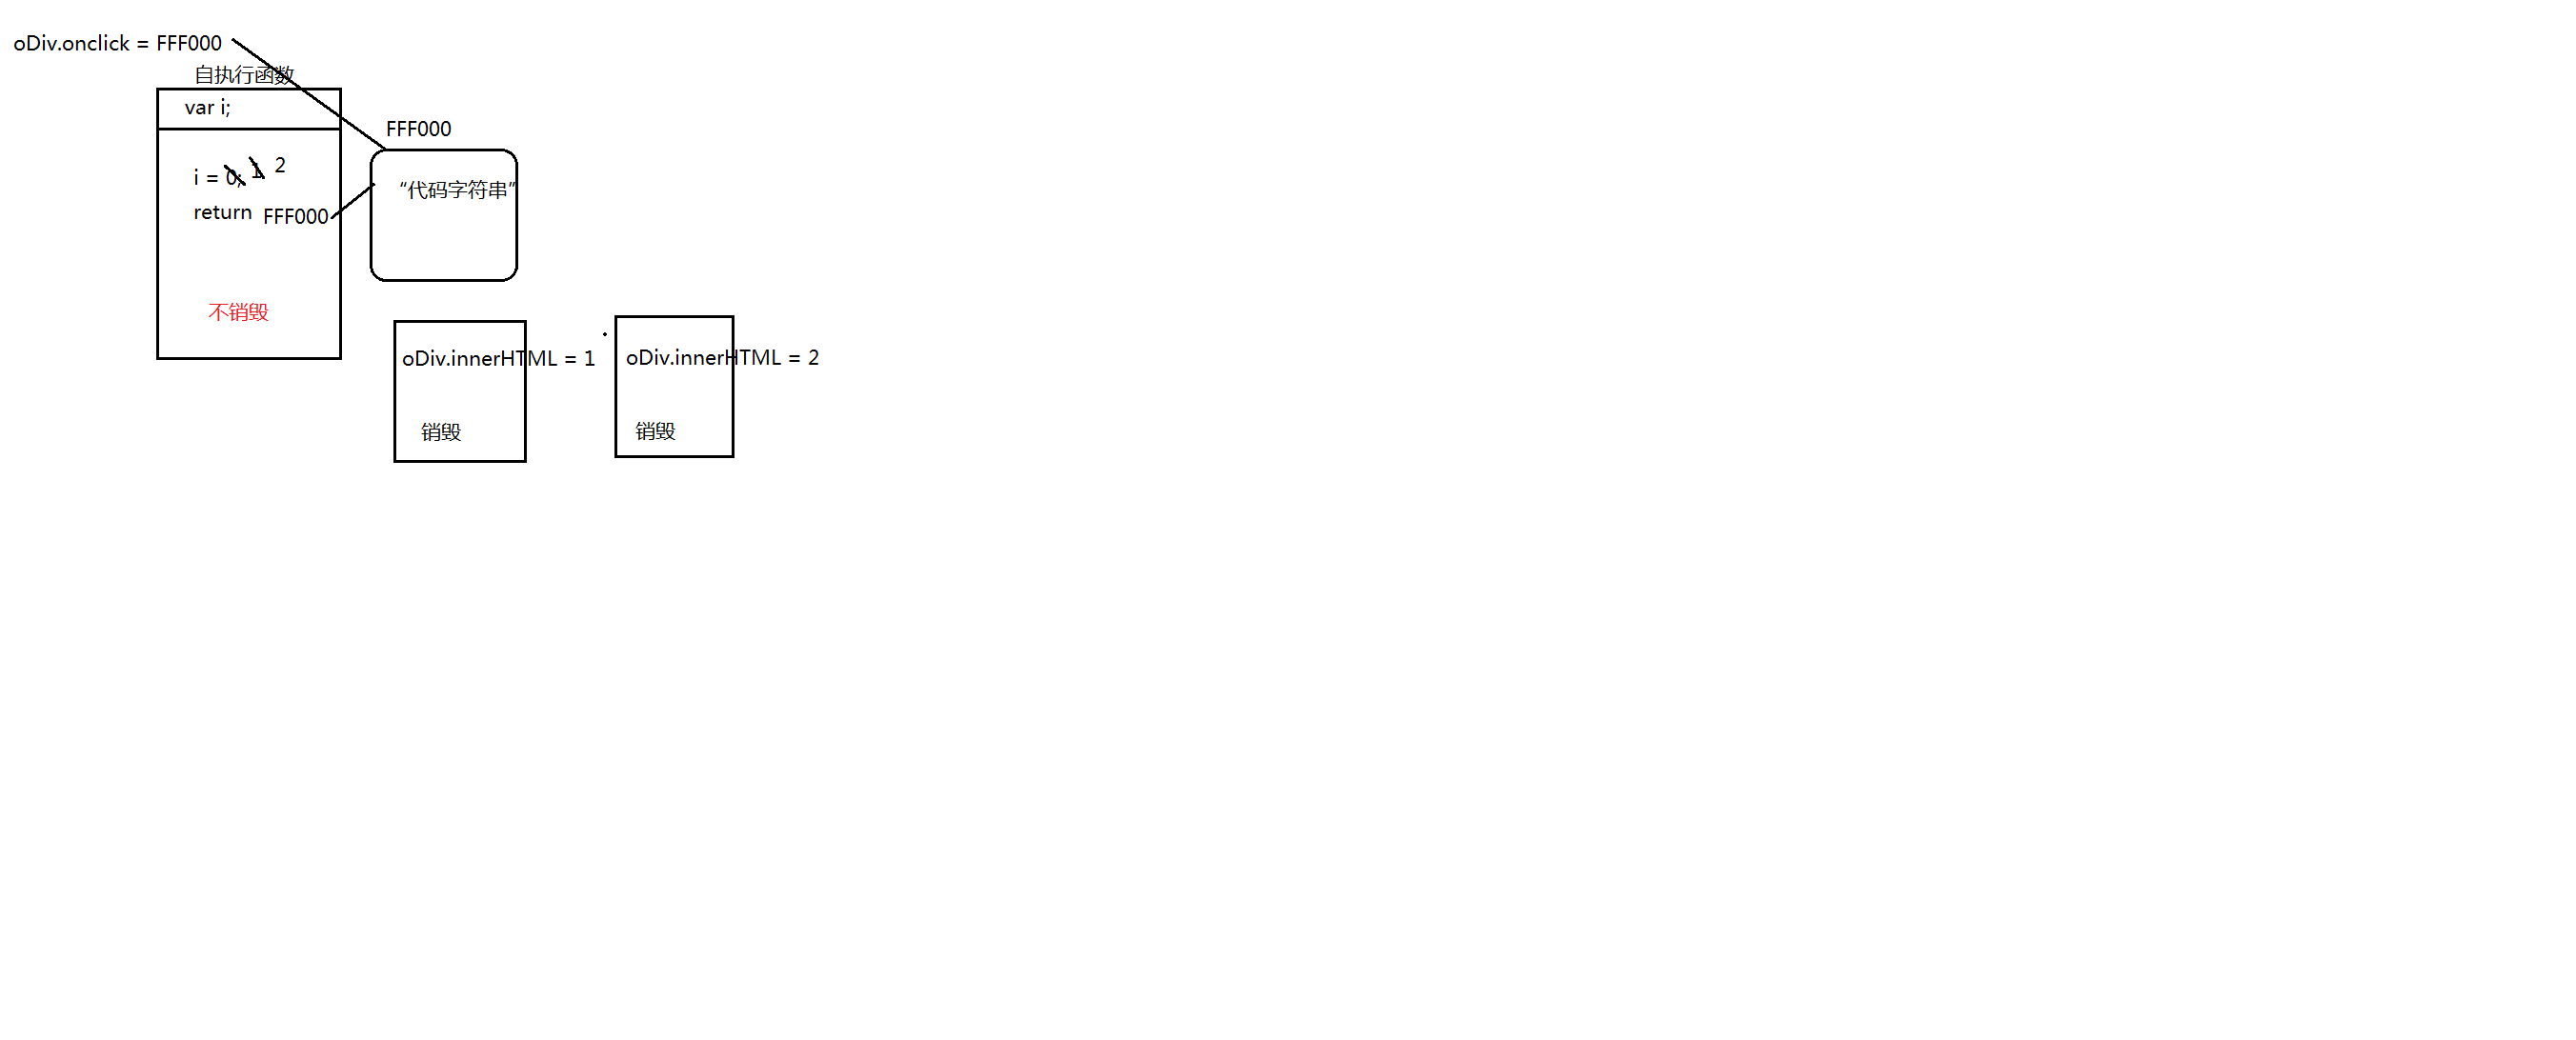 oDiv.onclick = FFF000
自执行函数
var i;
FFF000
i = 0; 1 2
“代码字符串”
return FFF000
不销毁
oDiv.innerHTML = 1
oDiv.innerHTML = 2
销毁
销毁